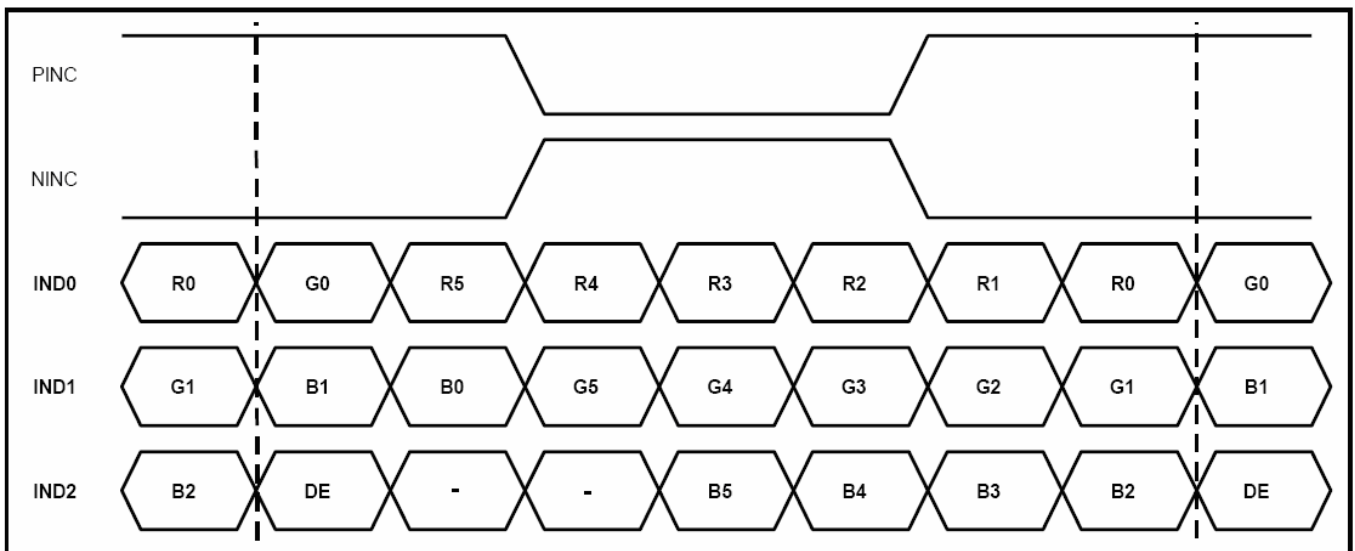 PINC
NINC
IND0 R0 G0 R5 R4 R3 R2 R1 R0 G0
IND1 G1 B1 B0 G5 G4 G3 G2 G1 B1
IND2 B2 DE - - B5 B4 B3 B2 DE